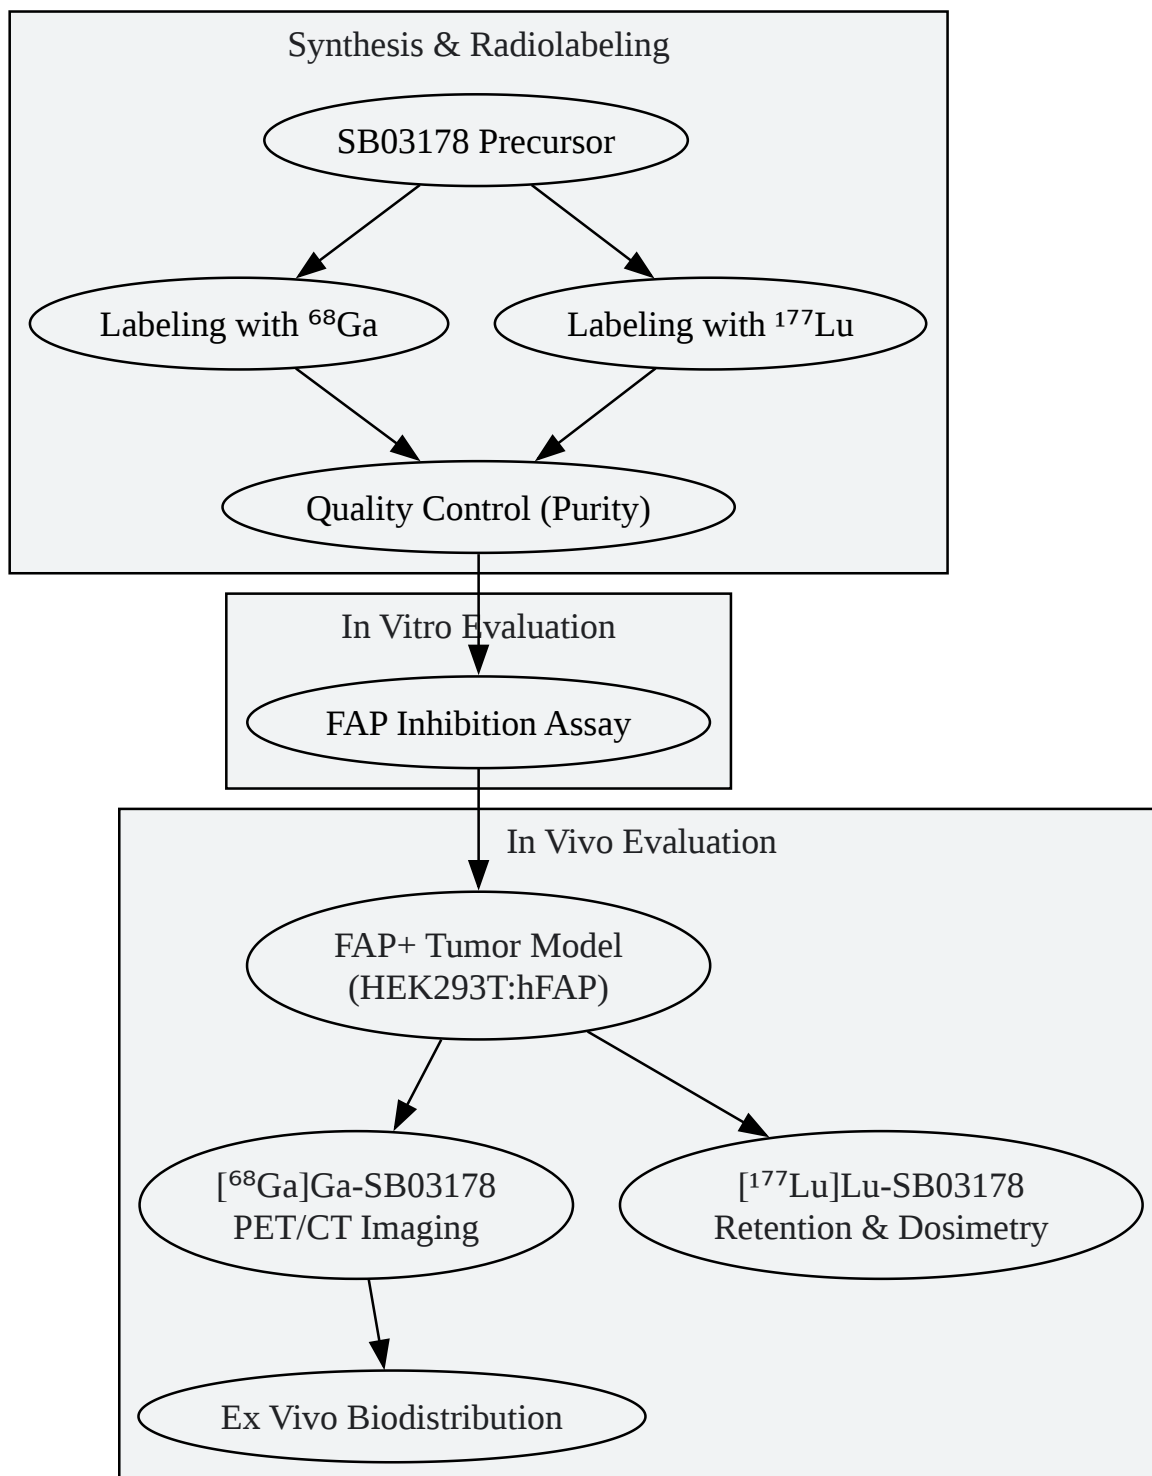 Synthesis & Radiolabeling
SB03178 Precursor
Labeling with ⁶⁸Ga
Labeling with ¹⁷⁷Lu
Quality Control (Purity)
In Vitro Evaluation
FAP Inhibition Assay
In Vivo Evaluation
FAP+ Tumor Model
(HEK293T:hFAP)
[⁶⁸Ga]Ga-SB03178
PET/CT Imaging
[¹⁷⁷Lu]Lu-SB03178
Retention & Dosimetry
Ex Vivo Biodistribution